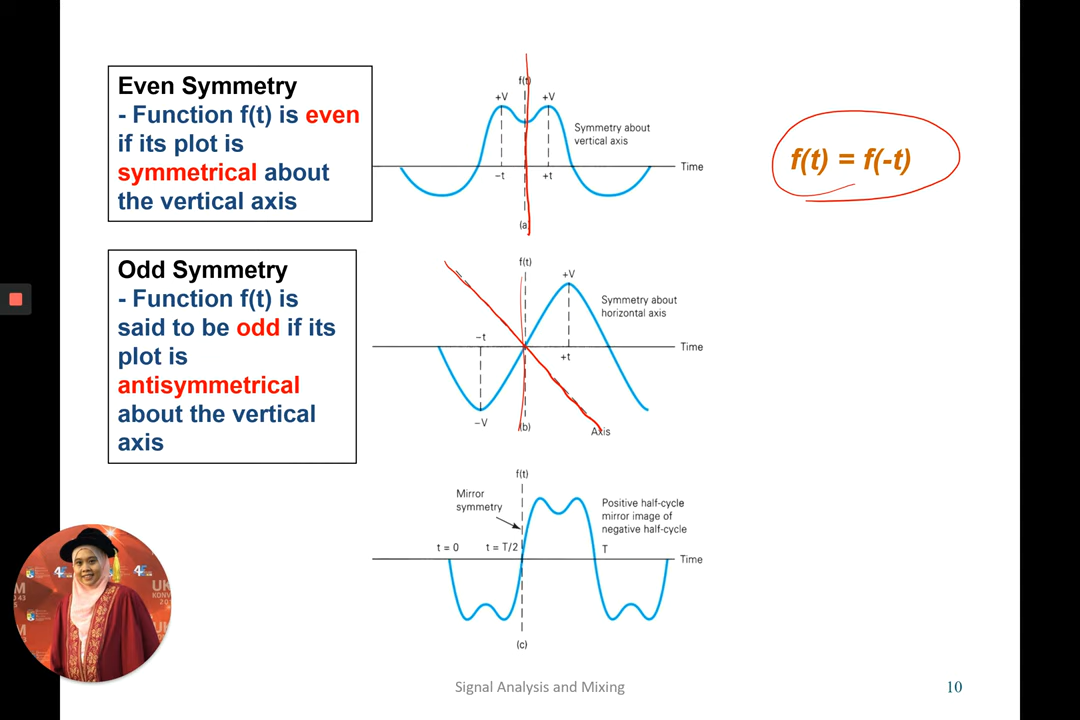 Even Symmetry
- Function f(t) is even
if its plot is
symmetrical about
the vertical axis
f(t)
+V
+V
Symmetry about
vertical axis
Time
-t
+t
(a)
f(t) = f(-t)
Odd Symmetry
- Function f(t) is
said to be odd if its
plot is
antisymmetrical
about the vertical
axis
f(t)
+V
Symmetry about
horizontal axis
-t
Time
+t
-V
(b)
Axis
f(t)
Mirror
symmetry
Positive half-cycle
mirror image of
negative half-cycle
t = 0
t = T/2
T
Time
(c)
Signal Analysis and Mixing
10